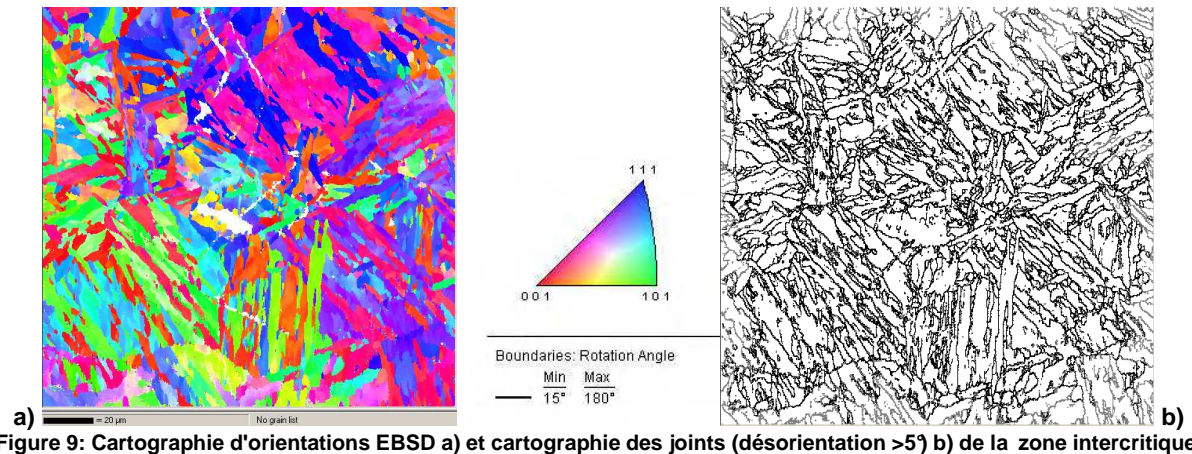 111
001
101
Boundaries: Rotation Angle
Min Max
15° 180°
a)
= 20 µm
No grain list
b)
Figure 9: Cartographie d'orientations EBSD a) et cartographie des joints (désorientation >5°) b) de la zone intercritique